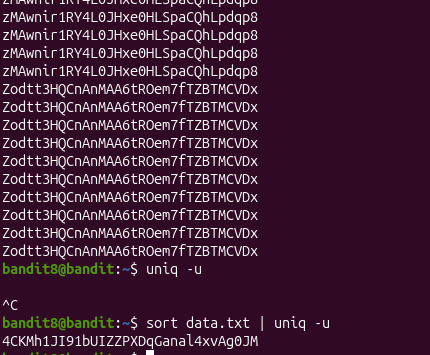 zMAwnir1RY4L0JHxe0HLSpaCQhLpdqp8
zMAwnir1RY4L0JHxe0HLSpaCQhLpdqp8
zMAwnir1RY4L0JHxe0HLSpaCQhLpdqp8
zMAwnir1RY4L0JHxe0HLSpaCQhLpdqp8
zMAwnir1RY4L0JHxe0HLSpaCQhLpdqp8
Zodtt3HQCnAnMAA6tROem7fTZBTMCVDx
Zodtt3HQCnAnMAA6tROem7fTZBTMCVDx
Zodtt3HQCnAnMAA6tROem7fTZBTMCVDx
Zodtt3HQCnAnMAA6tROem7fTZBTMCVDx
Zodtt3HQCnAnMAA6tROem7fTZBTMCVDx
Zodtt3HQCnAnMAA6tROem7fTZBTMCVDx
Zodtt3HQCnAnMAA6tROem7fTZBTMCVDx
Zodtt3HQCnAnMAA6tROem7fTZBTMCVDx
Zodtt3HQCnAnMAA6tROem7fTZBTMCVDx
Zodtt3HQCnAnMAA6tROem7fTZBTMCVDx
bandit8@bandit:~$ uniq -u
^C
bandit8@bandit:~$ sort data.txt | uniq -u
4CKMh1JI91bUIZZPXDqGanal4xvAg0JM